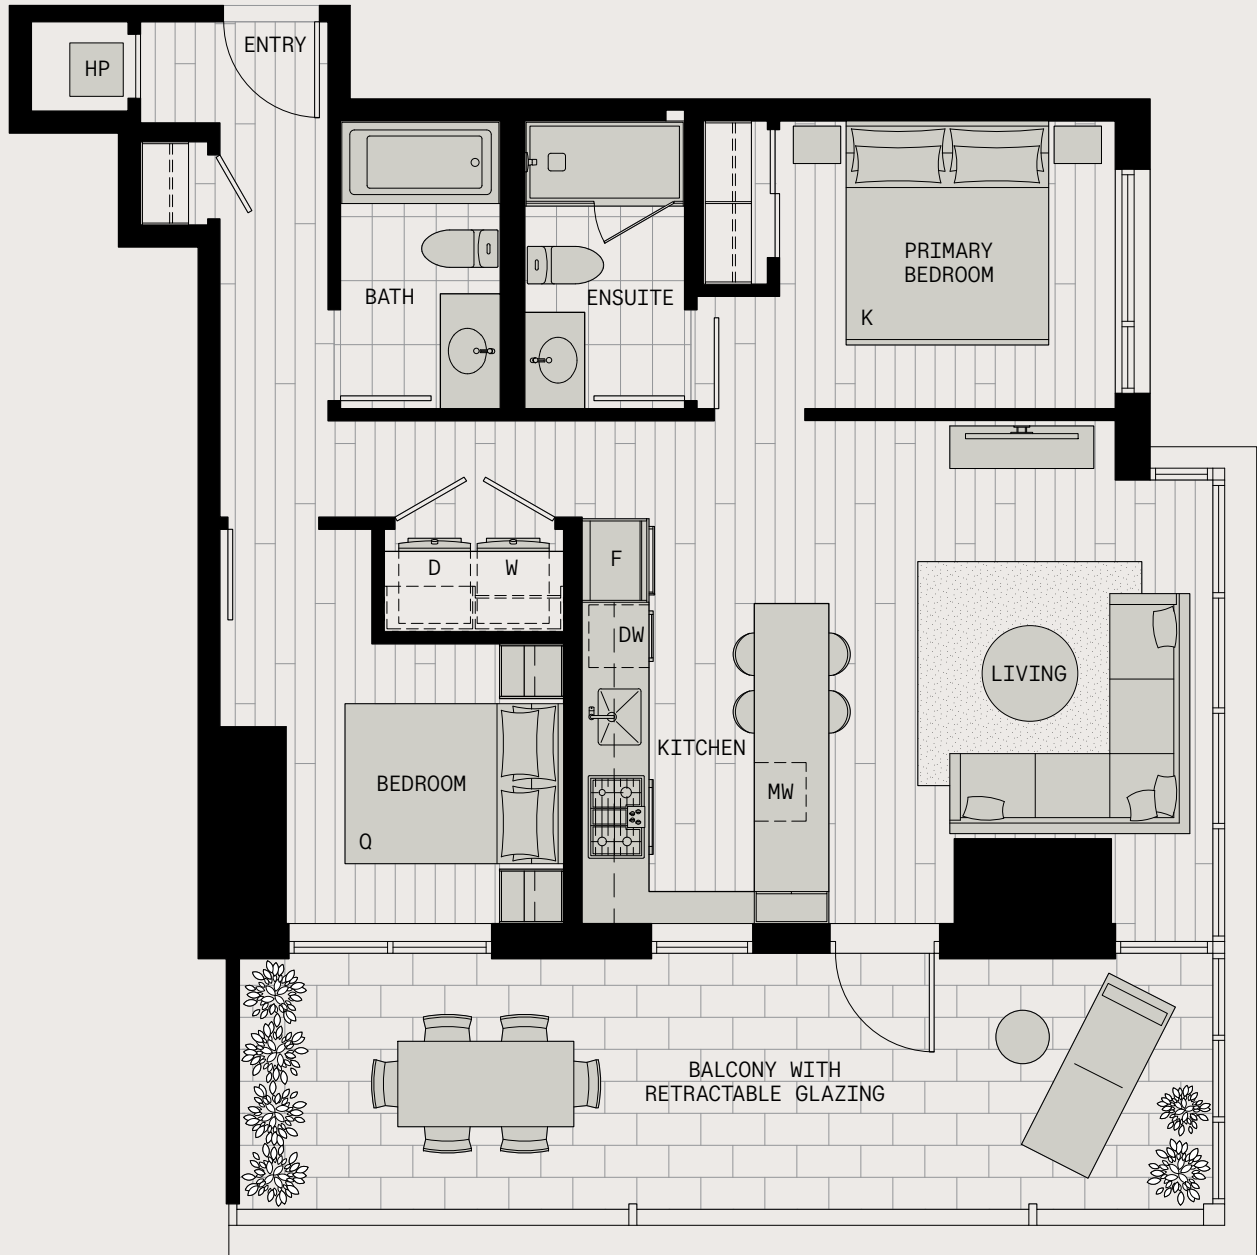 ENTRY
HP
PRIMARY
BEDROOM
K
BATH
ENSUITE
D
W
F
DW
LIVING
KITCHEN
BEDROOM
Q
MW
BALCONY WITH
RETRACTABLE GLAZING